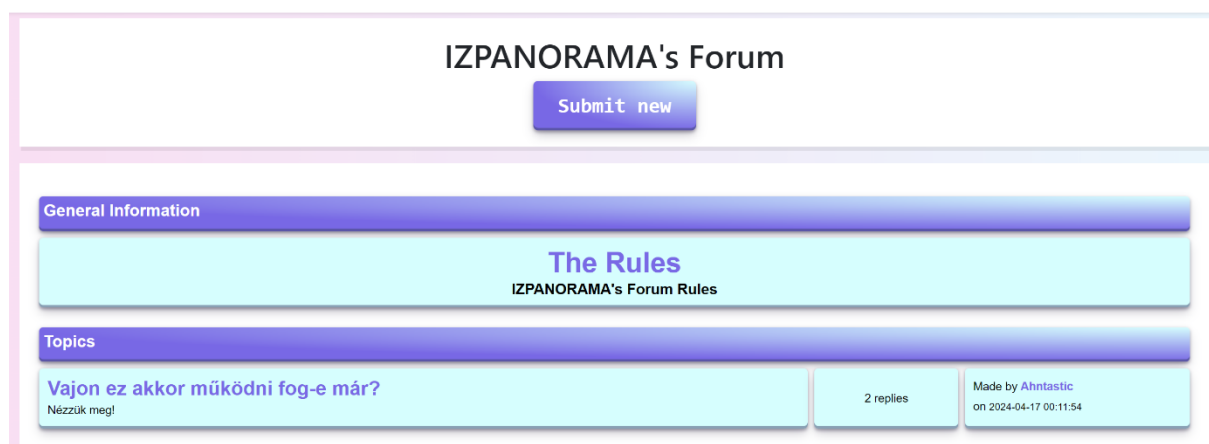 IZPANORAMA's Forum
Submit new
General Information
The Rules
IZPANORAMA's Forum Rules
Topics
Vajon ez akkor működni fog-e már?
Nézzük meg!
2 replies
Made by Ahntastic
on 2024-04-17 00:11:54